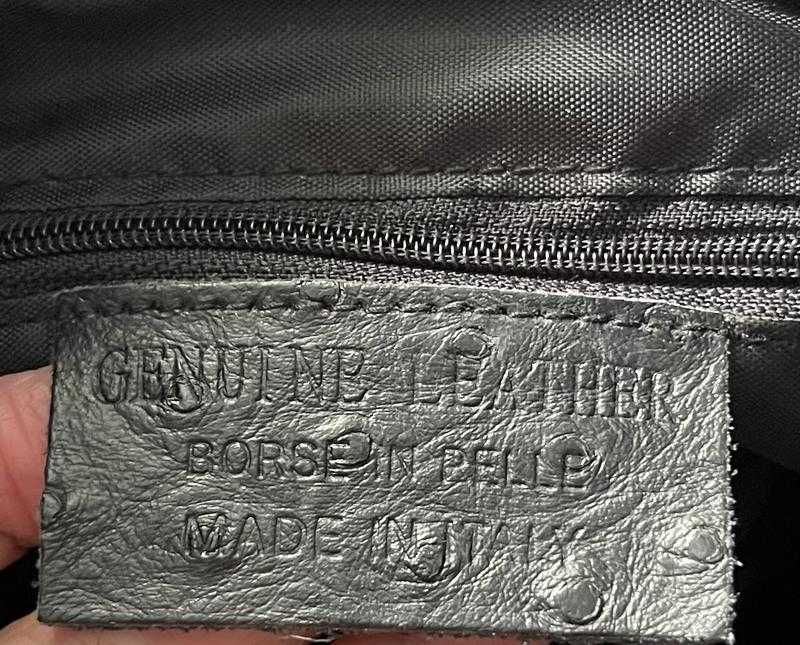 GENUINE LEATHER
BORSE IN PELLE
MADE IN ITALY